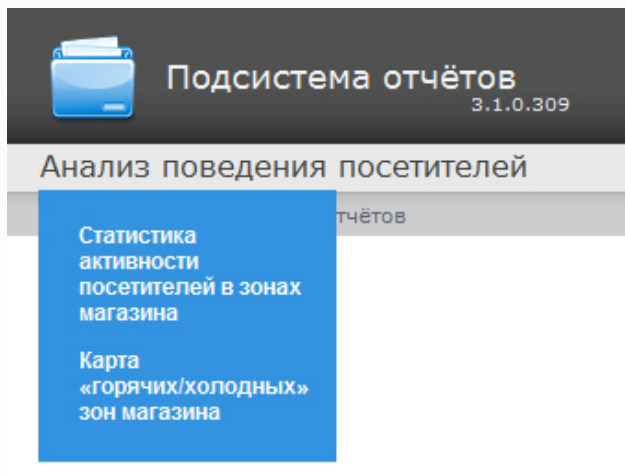 Подсистема отчётов
3.1.0.309
Анализ поведения посетителей
тчётов
Статистика
активности
посетителей в зонах
магазина
Карта
«горячих/холодных»
зон магазина